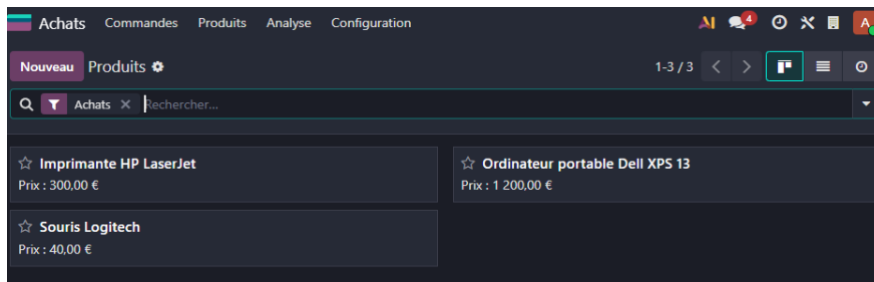 Achats Commandes Produits Analyse Configuration AI 4 A
Nouveau Produits 1-3 / 3
Achats Rechercher...
Imprimante HP LaserJet
Prix : 300,00 €
Ordinateur portable Dell XPS 13
Prix : 1 200,00 €
Souris Logitech
Prix : 40,00 €